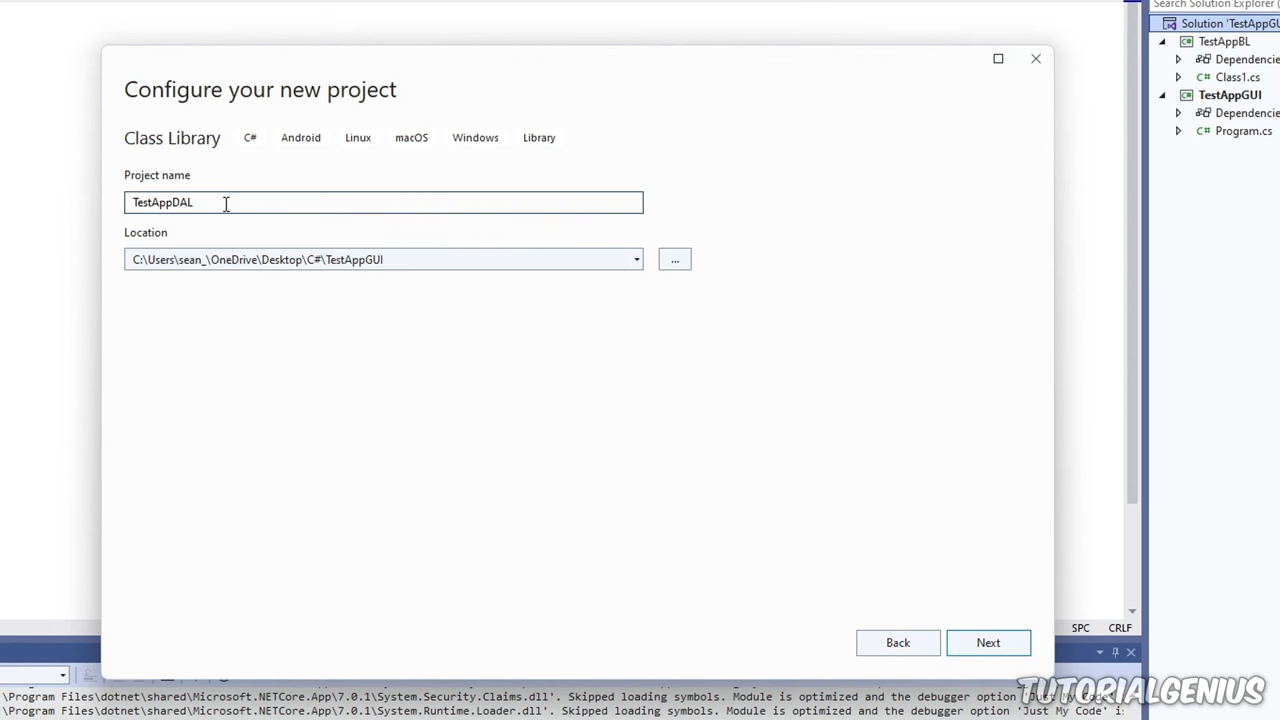 Search Solution Explorer (
Solution 'TestAppGU
TestAppBL
Dependencie
C# Class1.cs
TestAppGUI
Dependencie
C# Program.cs
Configure your new project
Class Library C# Android Linux macOS Windows Library
Project name
TestAppDAL
Location
C:\Users\sean_\OneDrive\Desktop\C#\TestAppGUI
...
Back Next
SPC CRLF
\Program Files\dotnet\shared\Microsoft.NETCore.App\7.0.1\System.Security.Claims.dll'. Skipped loading symbols. Module is optimized and the debugger option 'Just My Code' i
\Program Files\dotnet\shared\Microsoft.NETCore.App\7.0.1\System.Runtime.Loader.dll'. Skipped loading symbols. Module is optimized and the debugger option 'Just My Code' i:
TUTORIALGENIUS